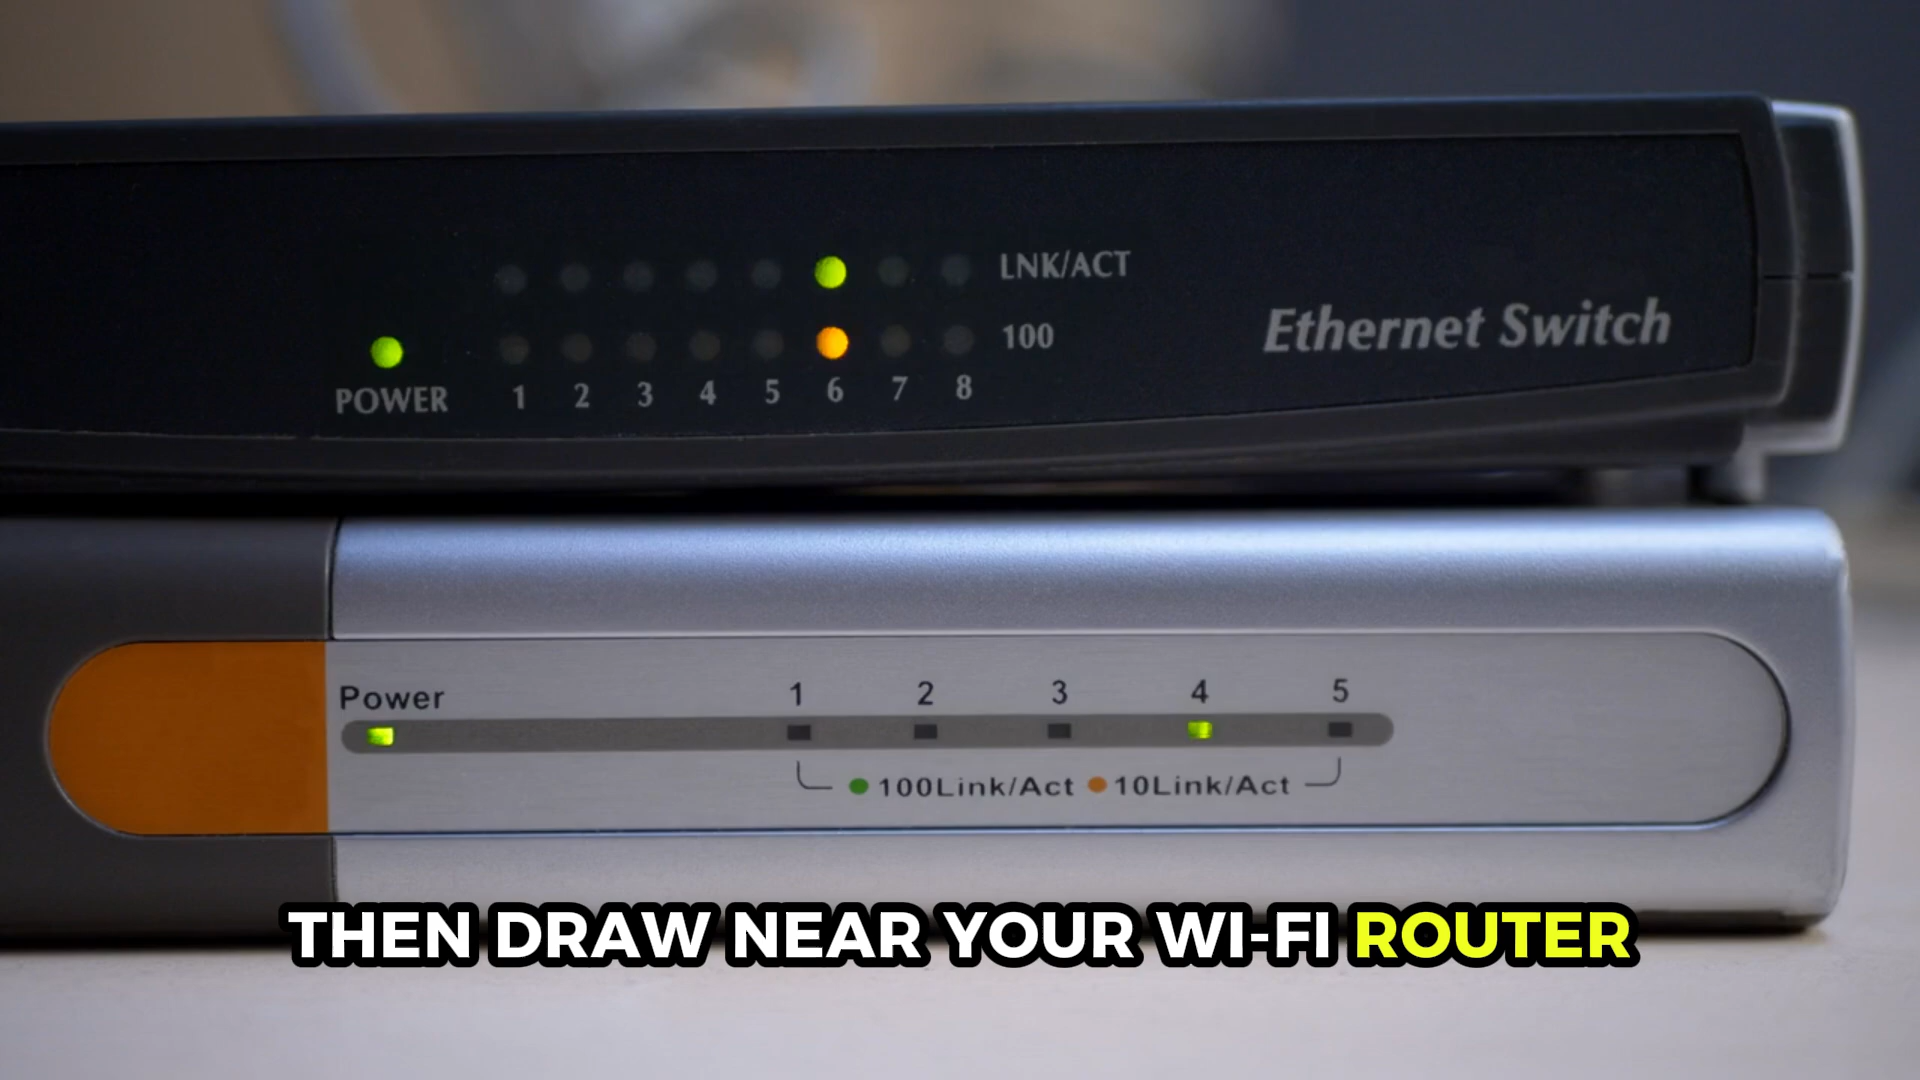 LNK/ACT
100
Ethernet Switch
POWER
1 2 3 4 5 6 7 8
Power
1 2 3 4 5
100Link/Act 10Link/Act
THEN DRAW NEAR YOUR WI-FI ROUTER